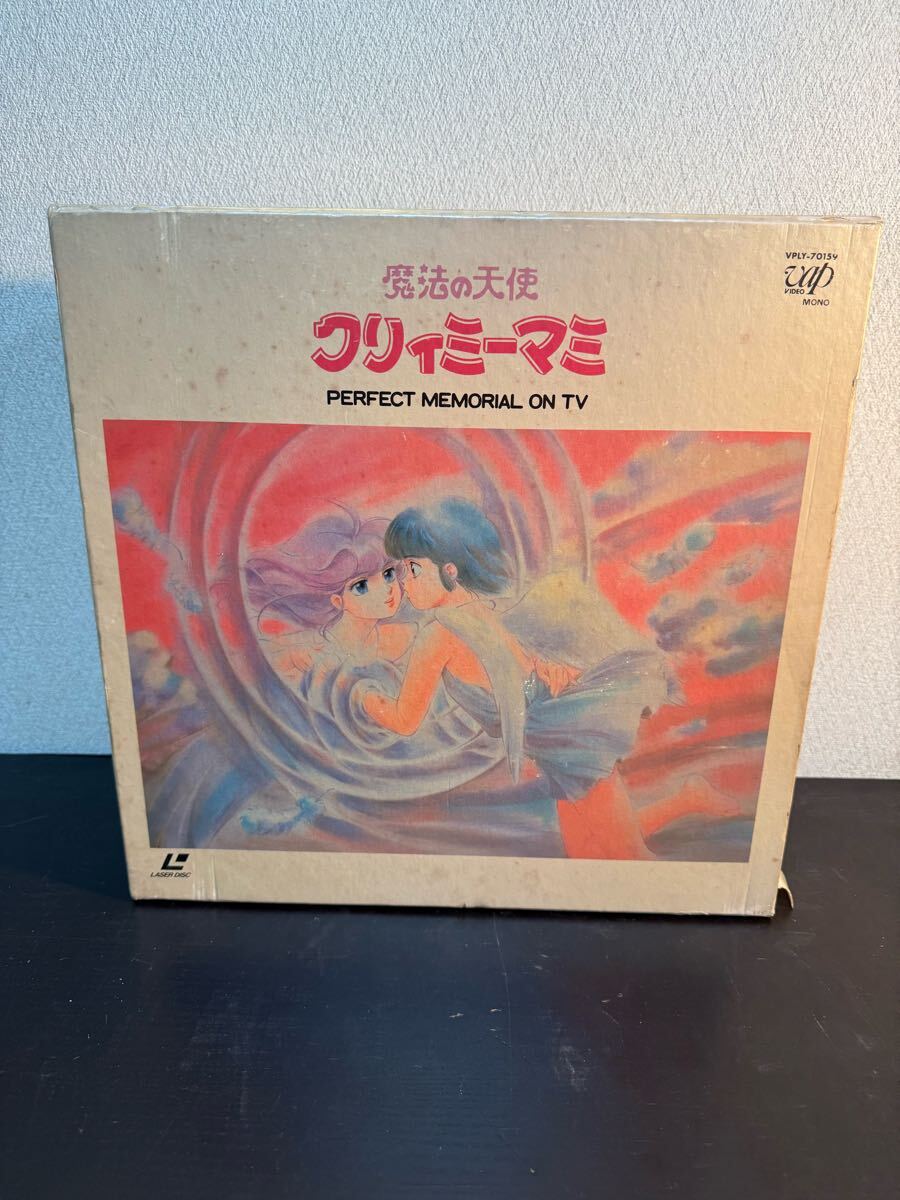 魔法の天使
クリィミーマミ
PERFECT MEMORIAL ON TV
VPLY-70159
vap
VIDEO
MONO
LASER DISC